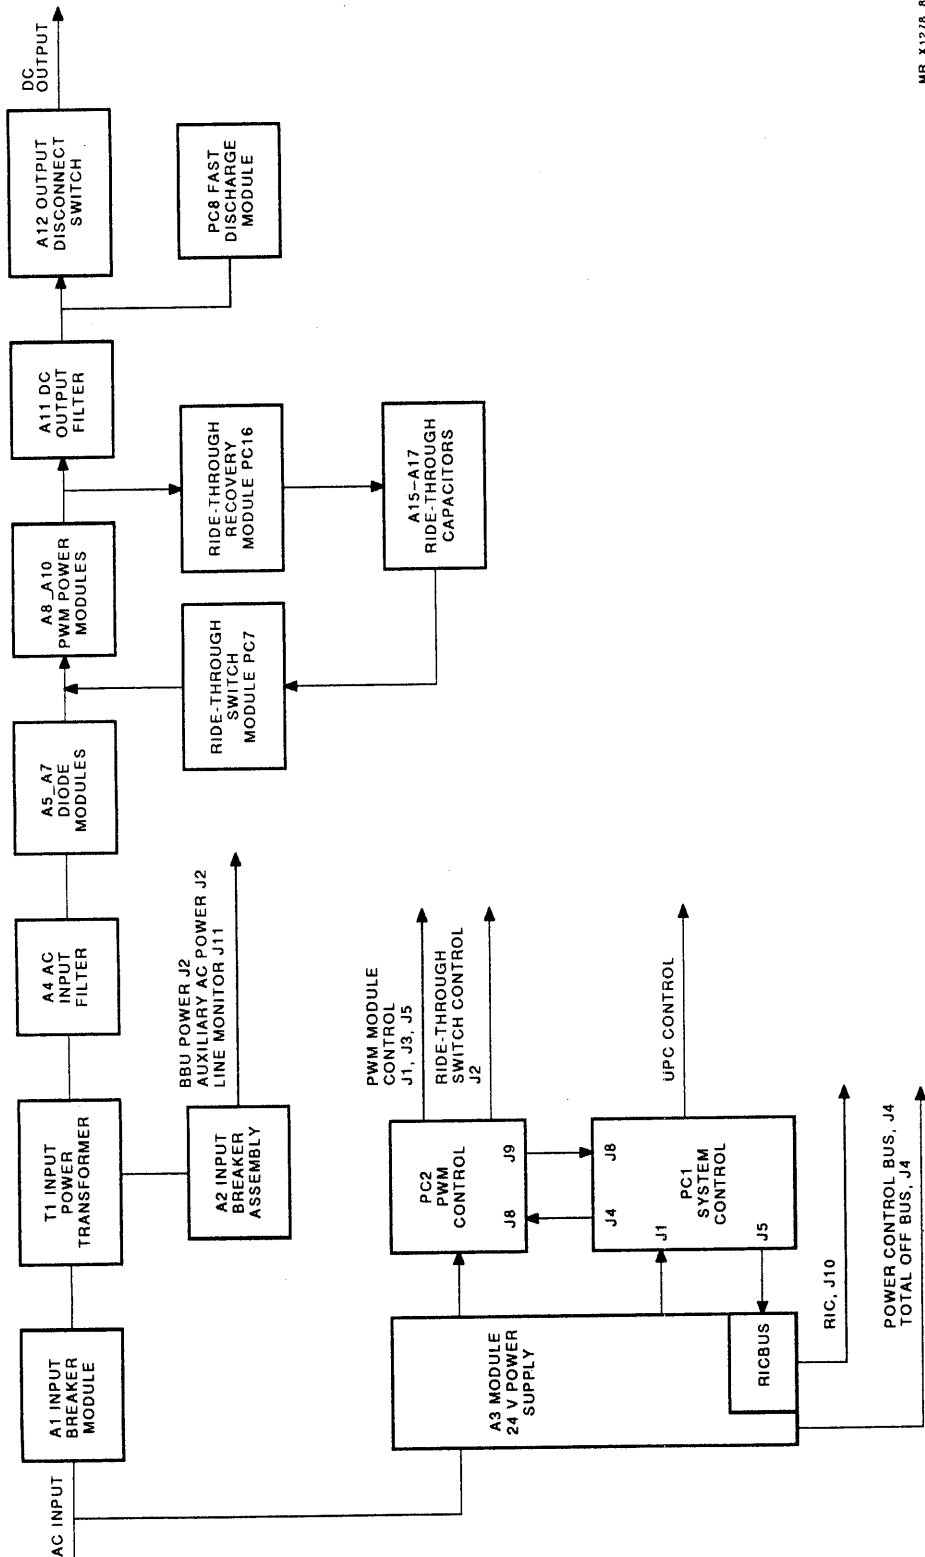 AC INPUT
A1 INPUT
BREAKER
MODULE
T1 INPUT
POWER
TRANSFORMER
A4 AC
INPUT
FILTER
A5_A7
DIODE
MODULES
A8_A10
PWM POWER
MODULES
A11 DC
OUTPUT
FILTER
A12 OUTPUT
DISCONNECT
SWITCH
DC
OUTPUT
A2 INPUT
BREAKER
ASSEMBLY
BBU POWER J2
AUXILIARY AC POWER J2
LINE MONITOR J11
RIDE-THROUGH
SWITCH
MODULE PC7
RIDE-THROUGH
RECOVERY
MODULE PC16
PC8 FAST
DISCHARGE
MODULE
A15-A17
RIDE-THROUGH
CAPACITORS
A3 MODULE
24 V POWER
SUPPLY
RICBUS
PC2
PWM
CONTROL
J8
J9
PWM MODULE
CONTROL
J1, J3, J5
RIDE-THROUGH
SWITCH CONTROL
J2
J4
J8
J1
PC1
SYSTEM
CONTROL
J5
UPC CONTROL
RIC, J10
POWER CONTROL BUS, J4
TOTAL OFF BUS, J4